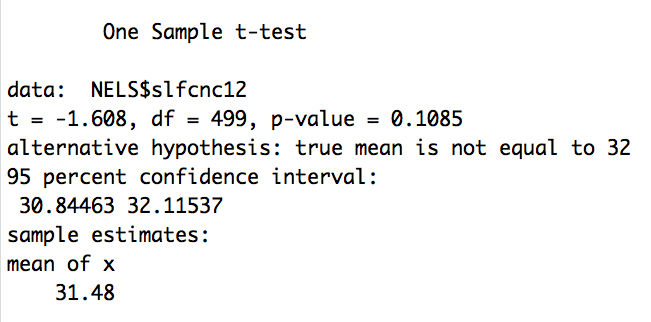 One Sample t-test
data: NELS$slfcnc12
t = -1.608, df = 499, p-value = 0.1085
alternative hypothesis: true mean is not equal to 32
95 percent confidence interval:
30.84463 32.11537
sample estimates:
mean of x
31.48